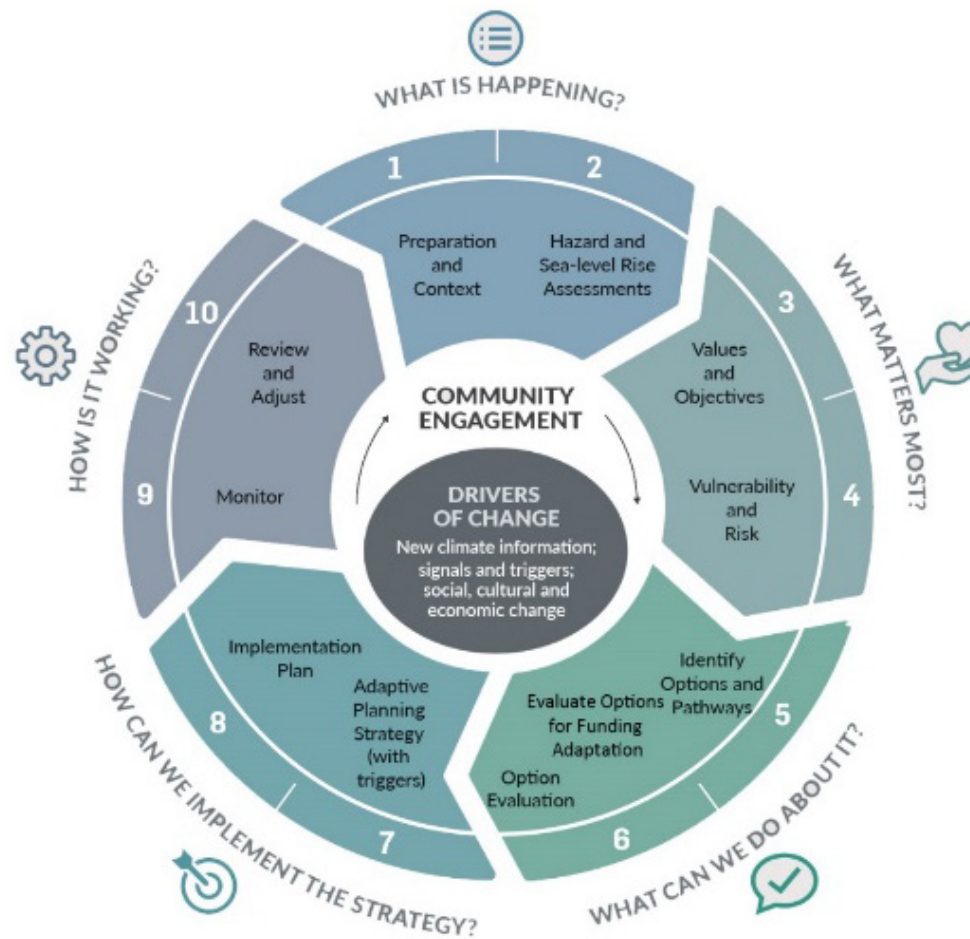 WHAT IS HAPPENING?
1
2
Preparation
and
Context
Hazard and
Sea-level Rise
Assessments
WHAT MATTERS MOST?
3
4
Values
and
Objectives
Vulnerability
and
Risk
WHAT CAN WE DO ABOUT IT?
5
6
Identify
Options and
Pathways
Evaluate Options
for Funding
Adaptation
Option
Evaluation
HOW CAN WE IMPLEMENT THE STRATEGY?
7
8
Adaptive
Planning
Strategy
(with
triggers)
Implementation
Plan
HOW IS IT WORKING?
9
10
Monitor
Review
and
Adjust
COMMUNITY
ENGAGEMENT
DRIVERS
OF CHANGE
New climate information;
signals and triggers;
social, cultural and
economic change